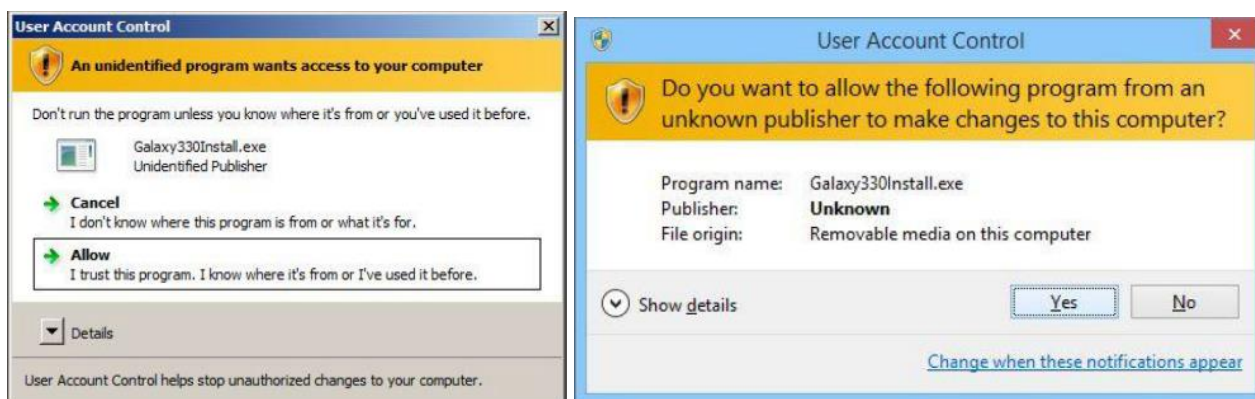 User Account Control
An unidentified program wants access to your computer
Don't run the program unless you know where it's from or you've used it before.
Galaxy330Install.exe
Unidentified Publisher
Cancel
I don't know where this program is from or what it's for.
Allow
I trust this program. I know where it's from or I've used it before.
Details
User Account Control helps stop unauthorized changes to your computer.
User Account Control
Do you want to allow the following program from an
unknown publisher to make changes to this computer?
Program name: Galaxy330Install.exe
Publisher: Unknown
File origin: Removable media on this computer
Show details
Yes
No
Change when these notifications appear